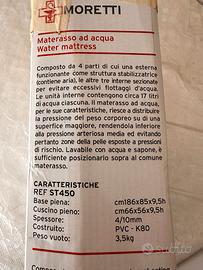 MORETTI
Materasso ad acqua
Water mattress
Composto da 4 parti di cui una esterna
funzionante come struttura stabilizzatrice
(contiene aria), le altre tre interne separate
per evitare eccessivi flottaggi d'acqua.
Le unità interne contengono circa 17 litri
di acqua ciascuna. Il materasso ad acqua,
per le sue caratteristiche, riesce a distribuire
la pressione del peso corporeo su di una
superfice maggiore, rendendola inferiore
alla pressione arteriosa media ed evitando
pertanto zone della pelle esposte a pressioni
di rischio. Lavabile con acqua e sapone, è
sufficiente posizionarlo sopra al comune
materasso.
CARATTERISTICHE
REF ST450
Base piena: cm186x85x9,5h
Cuscino pieno: cm66x56x9,5h
Spessore: 4/10mm
Costruito: PVC - K80
Peso vuoto: 3,5kg
subito